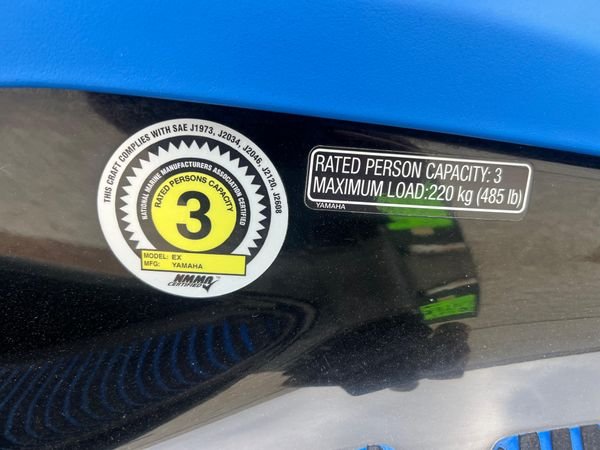 THIS CRAFT COMPLIES WITH SAE J1973, J2034, J2046, J2120, J2608
NATIONAL MARINE MANUFACTURERS ASSOCIATION CERTIFIED
RATED PERSONS CAPACITY
3
MODEL: EX
MFG: YAMAHA
NMMA
CERTIFIED
RATED PERSON CAPACITY: 3
MAXIMUM LOAD:220 kg (485 lb)
YAMAHA